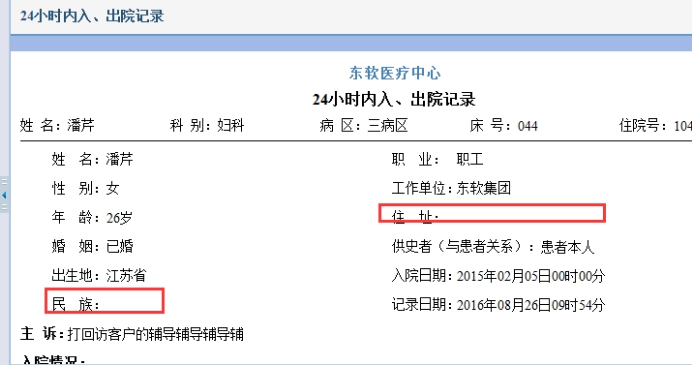 24小时内入、出院记录
东软医疗中心
24小时内入、出院记录
姓 名：潘芹 科 别：妇科 病 区：三病区 床 号：044 住院号：104
姓 名：潘芹 职 业： 职工
性 别：女 工作单位：东软集团
年 龄：26岁 住 址：
婚 姻：已婚 供史者（与患者关系）：患者本人
出生地：江苏省 入院日期：2015年02月05日00时00分
民 族： 记录日期：2016年08月26日09时54分
主 诉：打回访客户的辅导辅导辅导辅
入院情况：